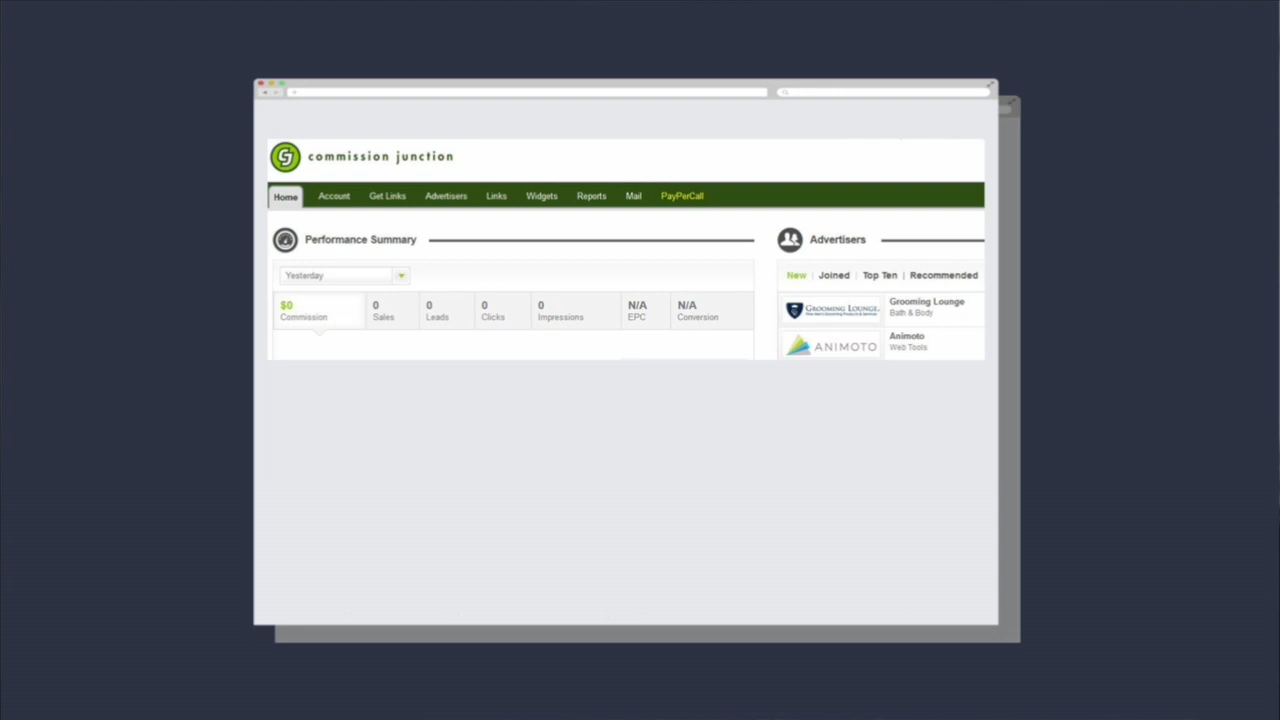 commission junction
Home Account Get Links Advertisers Links Widgets Reports Mail PayPerCall
Performance Summary
Yesterday
$0 0 0 0 0 N/A N/A
Commission Sales Leads Clicks Impressions EPC Conversion
Advertisers
New | Joined | Top Ten | Recommended
GROOMING LOUNGE
Grooming Lounge
Bath & Body
ANIMOTO
Animoto
Web Tools